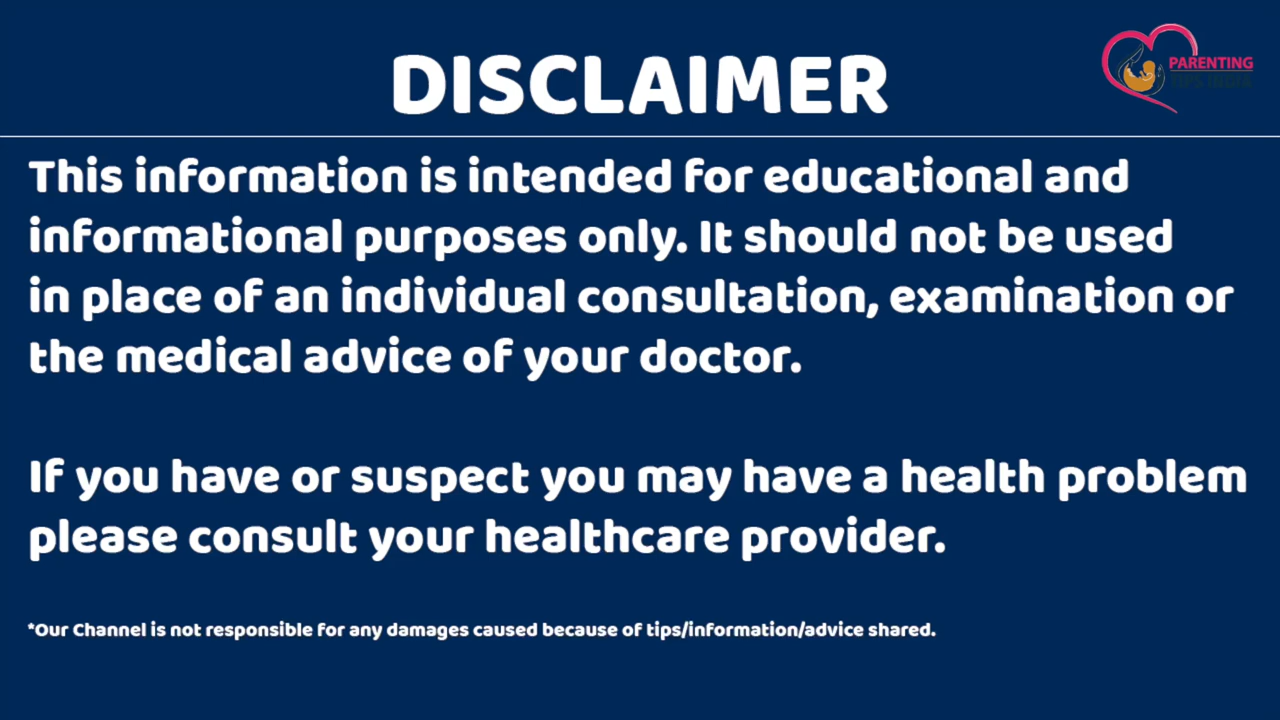 DISCLAIMER
PARENTING
TIPS INDIA
This information is intended for educational and
informational purposes only. It should not be used
in place of an individual consultation, examination or
the medical advice of your doctor.
If you have or suspect you may have a health problem
please consult your healthcare provider.
*Our Channel is not responsible for any damages caused because of tips/information/advice shared.